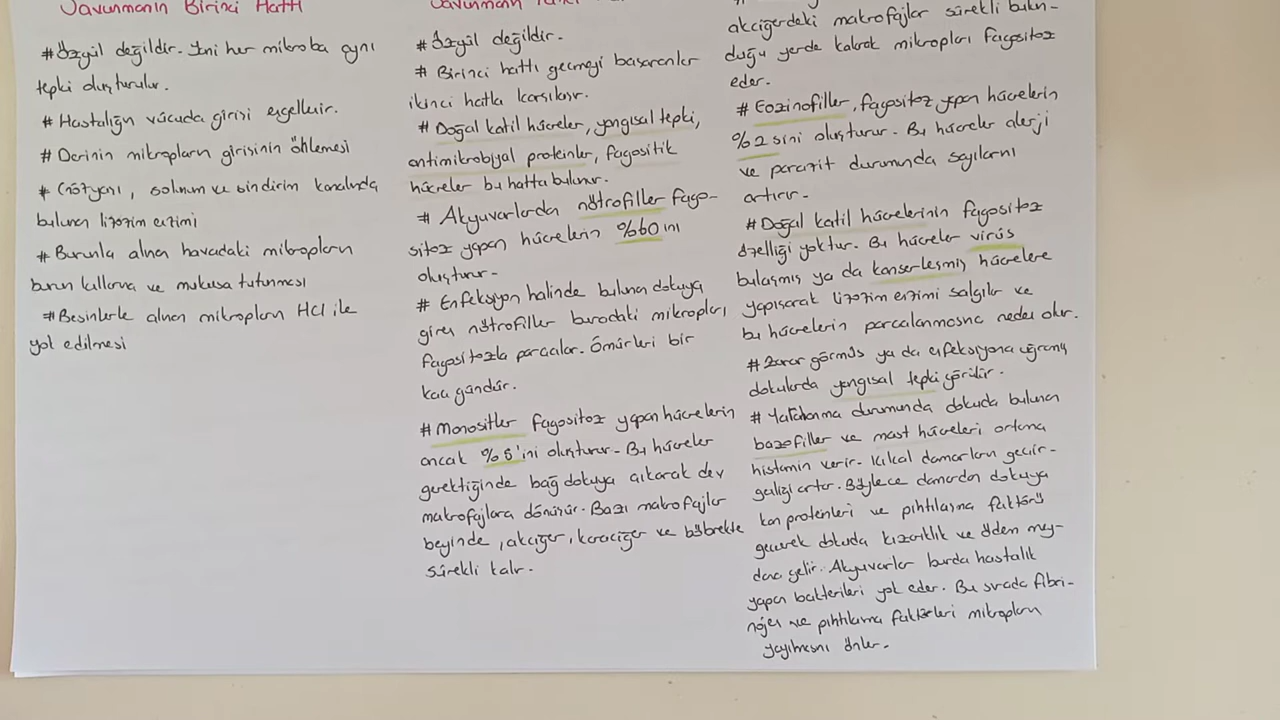 Savunmanın Birinci Hattı
# Özgül değildir. Yani her mikroba aynı
tepki oluşturulur.
# Hastalığın vücuda girişi engellenir.
# Derinin mikropların girişinin önlemesi
# Gözyaşı, solunum ve sindirim kanalında
bulunan lizozim enzimi
# Burunla alınan havadaki mikropların
burun kıllarına ve mukusa tutunması
# Besinlerle alınan mikropların HCl ile
yok edilmesi
Savunmanın
# Özgül değildir.
# Birinci hattı geçmeyi başaranlar
ikinci hatla karşılaşır.
# Doğal katil hücreler, yangısal tepki,
antimikrobiyal proteinler, fagositik
hücreler bu hatta bulunur.
# Akyuvarlarda nötrofiller fago-
sitoz yapan hücrelerin %60 ını
oluşturur.
# Enfeksiyon halinde bulunan dokuya
giren nötrofiller buradaki mikropları
fagositozla parçalar. Ömürleri bir
kaç gündür.
# Monositler fagositoz yapan hücrelerin
ancak %5'ini oluşturur. Bu hücreler
gerektiğinde bağ dokuya çıkarak dev
makrofajlara dönüşür. Bazı makrofajlar
beyinde, akciğer, karaciğer ve böbrekte
sürekli kalır.
akciğerdeki makrofajlar sürekli bulun-
duğu yerde kalarak mikropları fagositoz
eder.
# Eozinofiller, fagositoz yapan hücrelerin
%2 sini oluşturur. Bu hücreler alerji
ve parazit durumunda sayılarını
artırır.
# Doğal katil hücrelerinin fagositoz
özelliği yoktur. Bu hücreler virüs
bulaşmış ya da kanserleşmiş hücrelere
yapışarak lizozim enzimi salgılar ve
bu hücrelerin parçalanmasına neden olur.
# Zarar görmüş ya da enfeksiyona uğramış
dokularda yangısal tepki görülür.
# Yaralanma durumunda dokuda bulunan
bazofiller ve mast hücreleri ortama
histamin verir. Kılcal damarların geçir-
genliği artar. Böylece damardan dokuya
kan proteinleri ve pıhtılaşma faktörü
geçerek dokuda kızarıklık ve ödem mey-
dana gelir. Akyuvarlar burda hastalık
yapan bakterileri yok eder. Bu sırada fibri-
nojen ve pıhtılama faktörleri mikropların
yayılmasını önler.